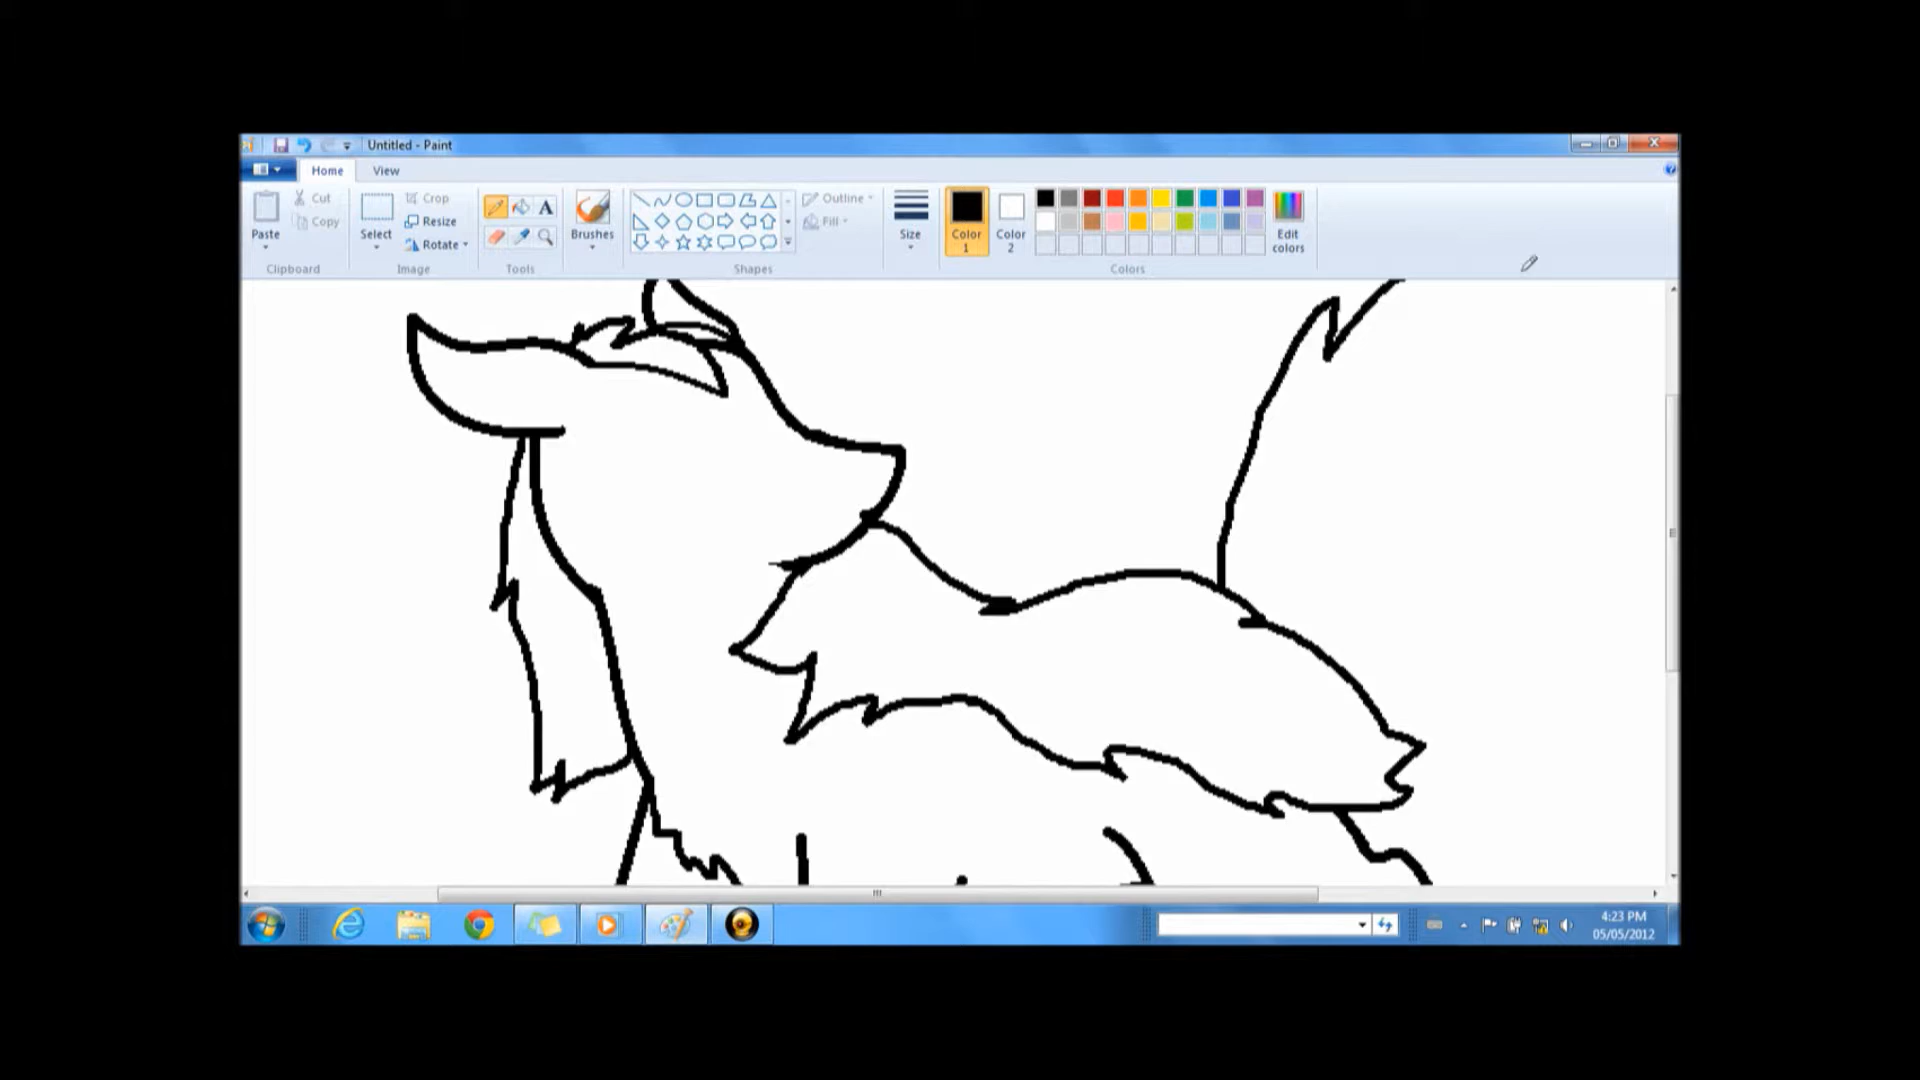 Untitled - Paint
Home View
Paste
Cut
Copy
Clipboard
Select
Crop
Resize
Rotate
Image
A
Tools
Brushes
Outline
Fill
Shapes
Size
Color 1
Color 2
Edit colors
Colors
4:23 PM
05/05/2012